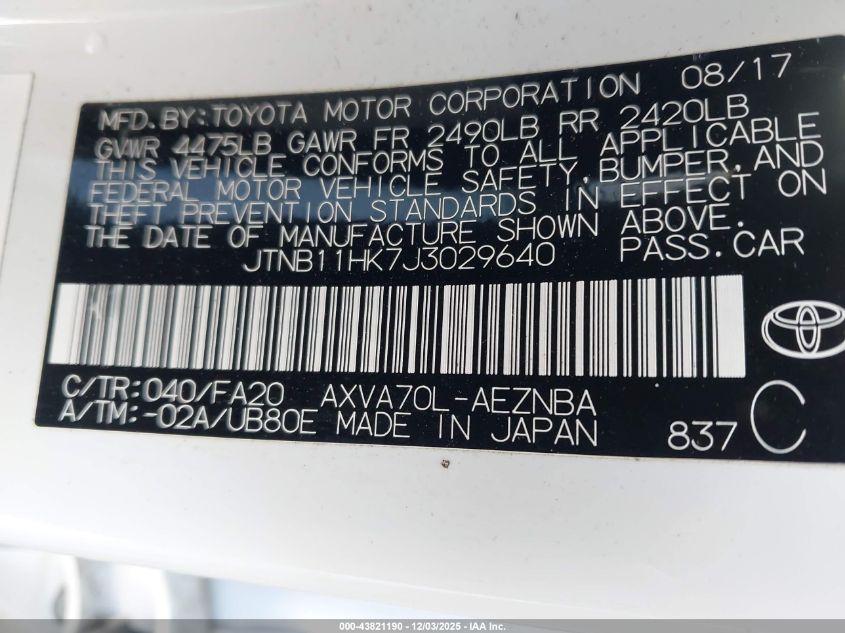 MFD.BY:TOYOTA MOTOR CORPORATION 08/17
GVWR 4475LB GAWR FR 2490LB RR 2420LB
THIS VEHICLE CONFORMS TO ALL APPLICABLE
FEDERAL MOTOR VEHICLE SAFETY,BUMPER,AND
THEFT PREVENTION STANDARDS IN EFFECT ON
THE DATE OF MANUFACTURE SHOWN ABOVE.
JTNB11HK7J3029640 PASS.CAR
C/TR:040/FA20 AXVA70L-AEZNBA
A/TM:-02A/UB80E MADE IN JAPAN 837 C
000-43821190 - 12/03/2025 - IAA Inc.